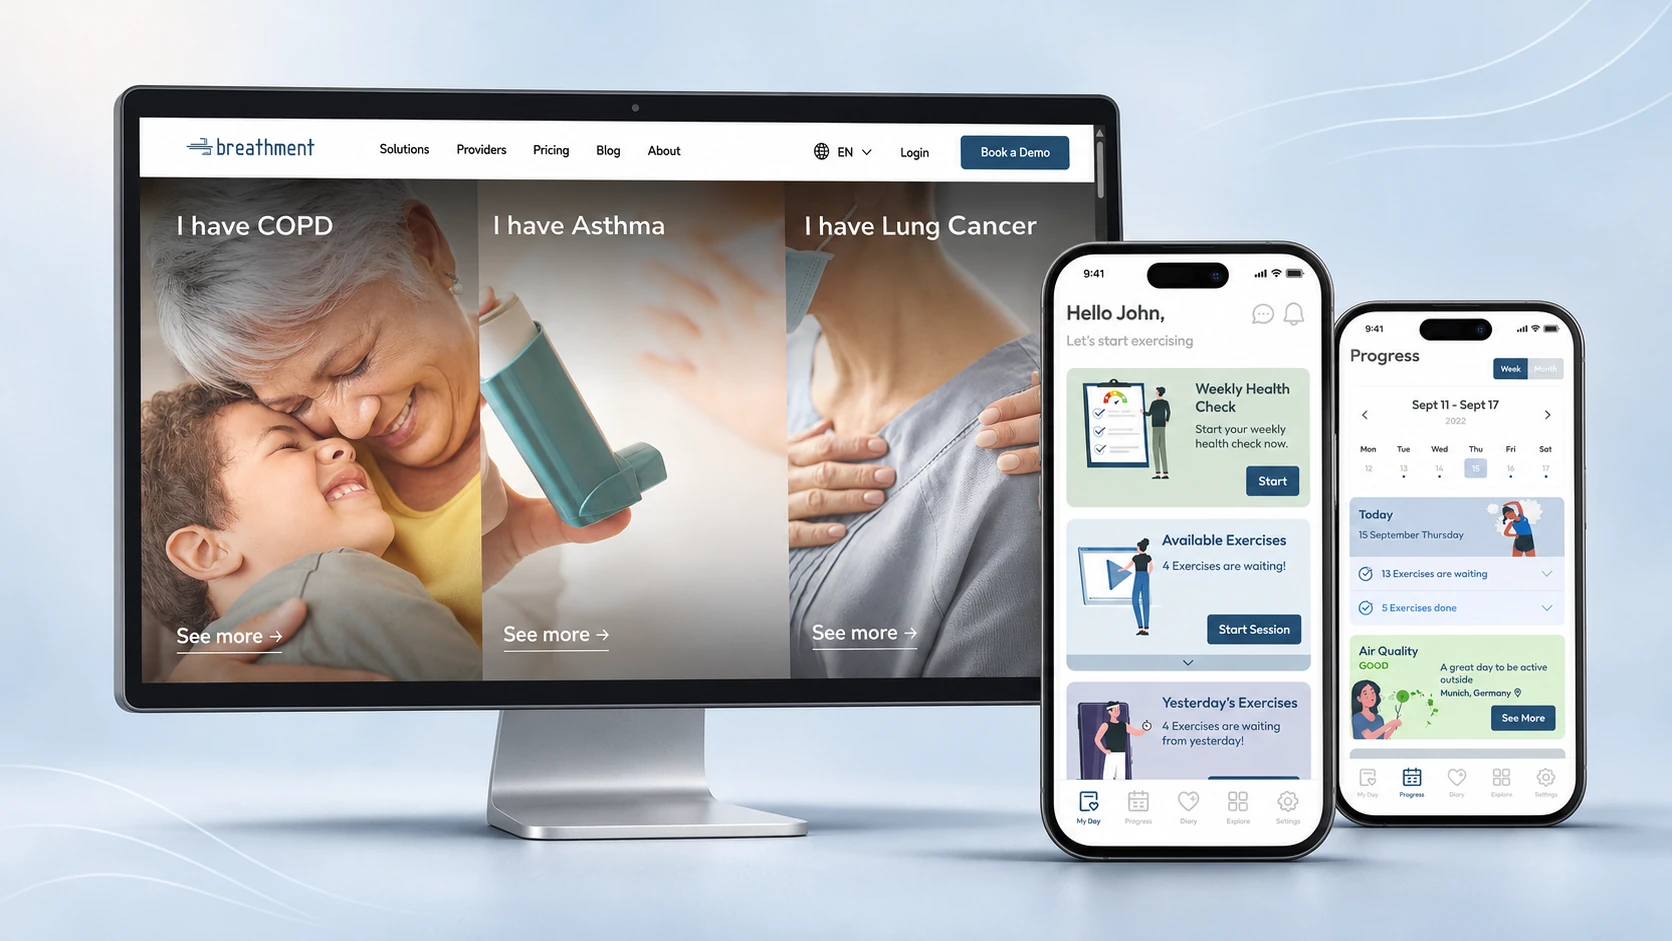 breathment
Solutions
Providers
Pricing
Blog
About
EN
Login
Book a Demo
I have COPD
I have Asthma
I have Lung Cancer
See more →
See more →
See more →
9:41
Hello John,
Let's start exercising
Weekly Health
Check
Start your weekly
health check now.
Start
Available Exercises
4 Exercises are waiting!
Start Session
Yesterday's Exercises
4 Exercises are waiting
from yesterday!
My Day
Progress
Diary
Explore
Setings
9:41
Progress
Week
Month
Sept 11 - Sept 17
2022
Mon Tue Wed Thu Fri Sat
12 13 14 15 16 17
Today
15 September Thursday
13 Exercises are waiting
5 Exercises done
Air Quality
GOOD
A great day to be active
outside
Munich, Germany
See More
My Day
Progress
Diary
Explore
Settings